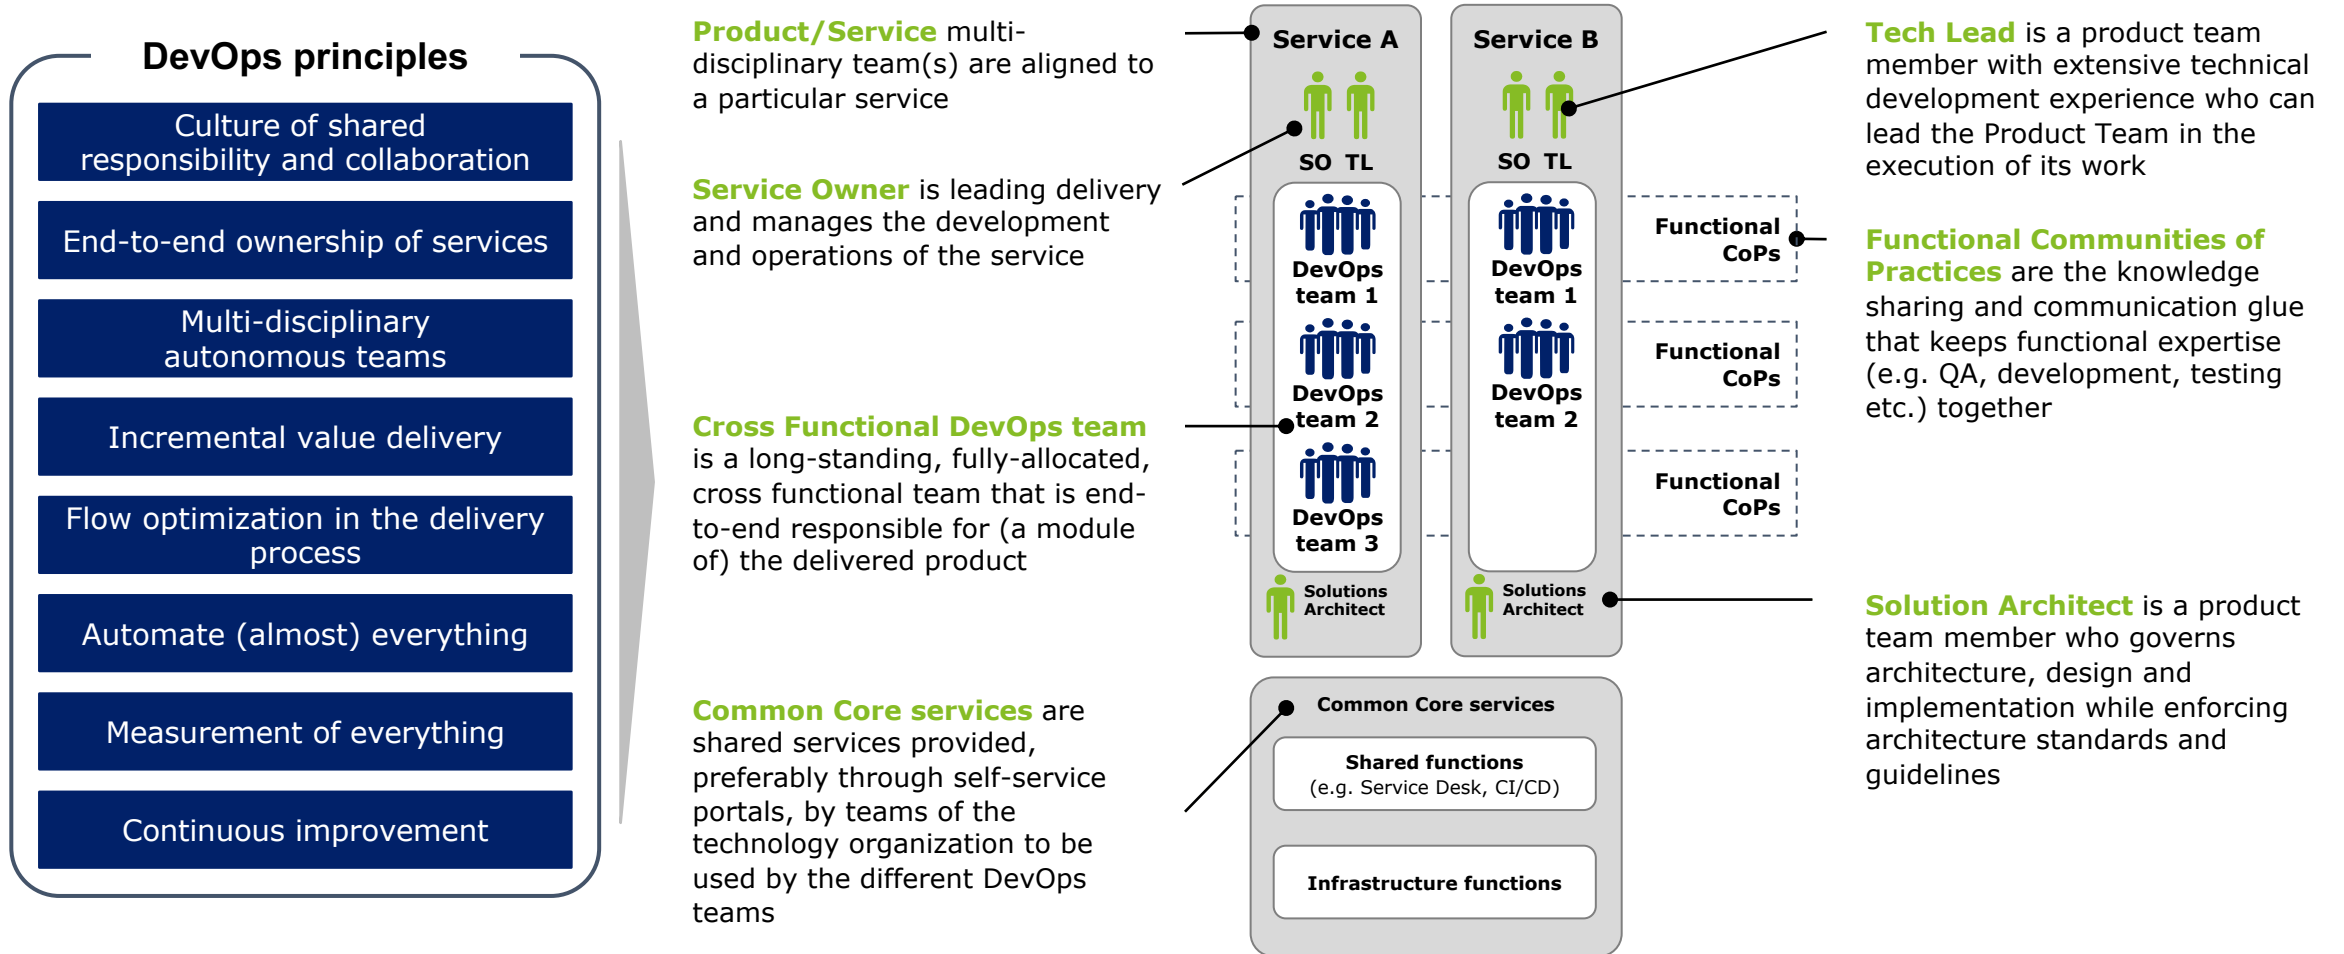 DevOps principles
Culture of shared
responsibility and collaboration
End-to-end ownership of services
Multi-disciplinary
autonomous teams
Incremental value delivery
Flow optimization in the delivery
process
Automate (almost) everything
Measurement of everything
Continuous improvement
Product/Service multi-
disciplinary team(s) are aligned to
a particular service
Service Owner is leading delivery
and manages the development
and operations of the service
Cross Functional DevOps team
is a long-standing, fully-allocated,
cross functional team that is end-
to-end responsible for (a module
of) the delivered product
Common Core services are
shared services provided,
preferably through self-service
portals, by teams of the
technology organization to be
used by the different DevOps
teams
Service A
SO TL
DevOps
team 1
DevOps
team 2
DevOps
team 3
Solutions
Architect
Service B
SO TL
DevOps
team 1
DevOps
team 2
Solutions
Architect
Functional
CoPs
Functional
CoPs
Functional
CoPs
Common Core services
Shared functions
(e.g. Service Desk, CI/CD)
Infrastructure functions
Tech Lead is a product team
member with extensive technical
development experience who can
lead the Product Team in the
execution of its work
Functional Communities of
Practices are the knowledge
sharing and communication glue
that keeps functional expertise
(e.g. QA, development, testing
etc.) together
Solution Architect is a product
team member who governs
architecture, design and
implementation while enforcing
architecture standards and
guidelines